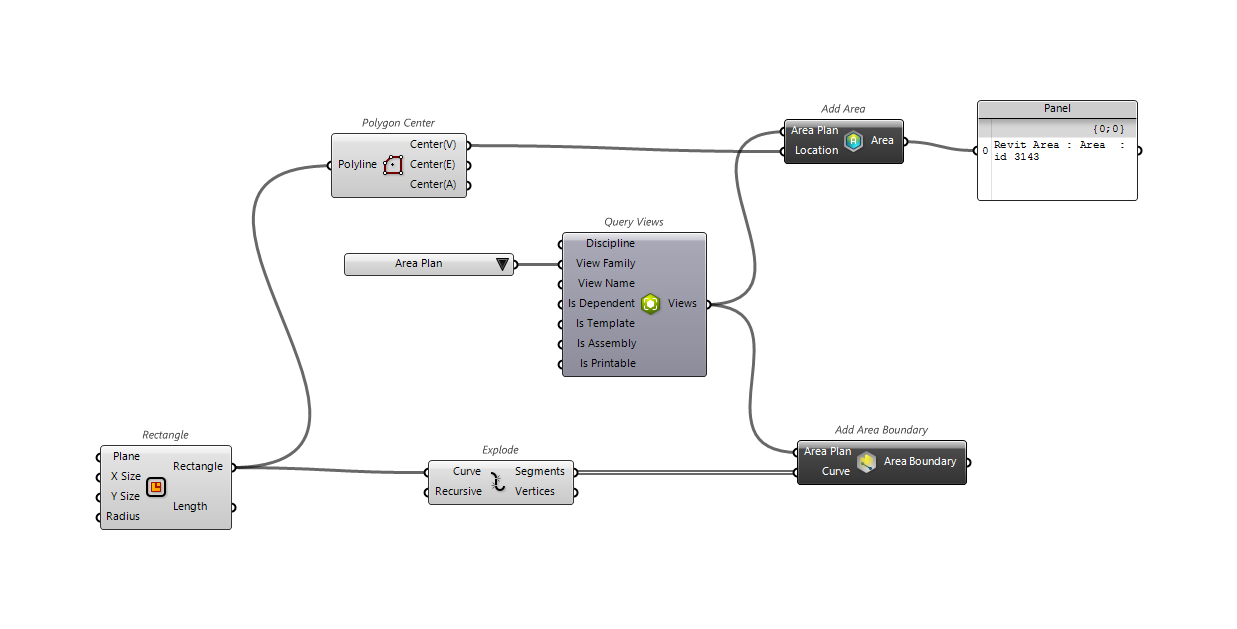 Add Area
Area Plan
Location
Area
Panel
{0;0}
0
Revit Area : Area  :
id 3143
Polygon Center
Polyline
Center(V)
Center(E)
Center(A)
Query Views
Area Plan
Discipline
View Family
View Name
Is Dependent
Is Template
Is Assembly
Is Printable
Views
Rectangle
Plane
X Size
Y Size
Radius
Rectangle
Length
Explode
Curve
Recursive
Segments
Vertices
Add Area Boundary
Area Plan
Curve
Area Boundary